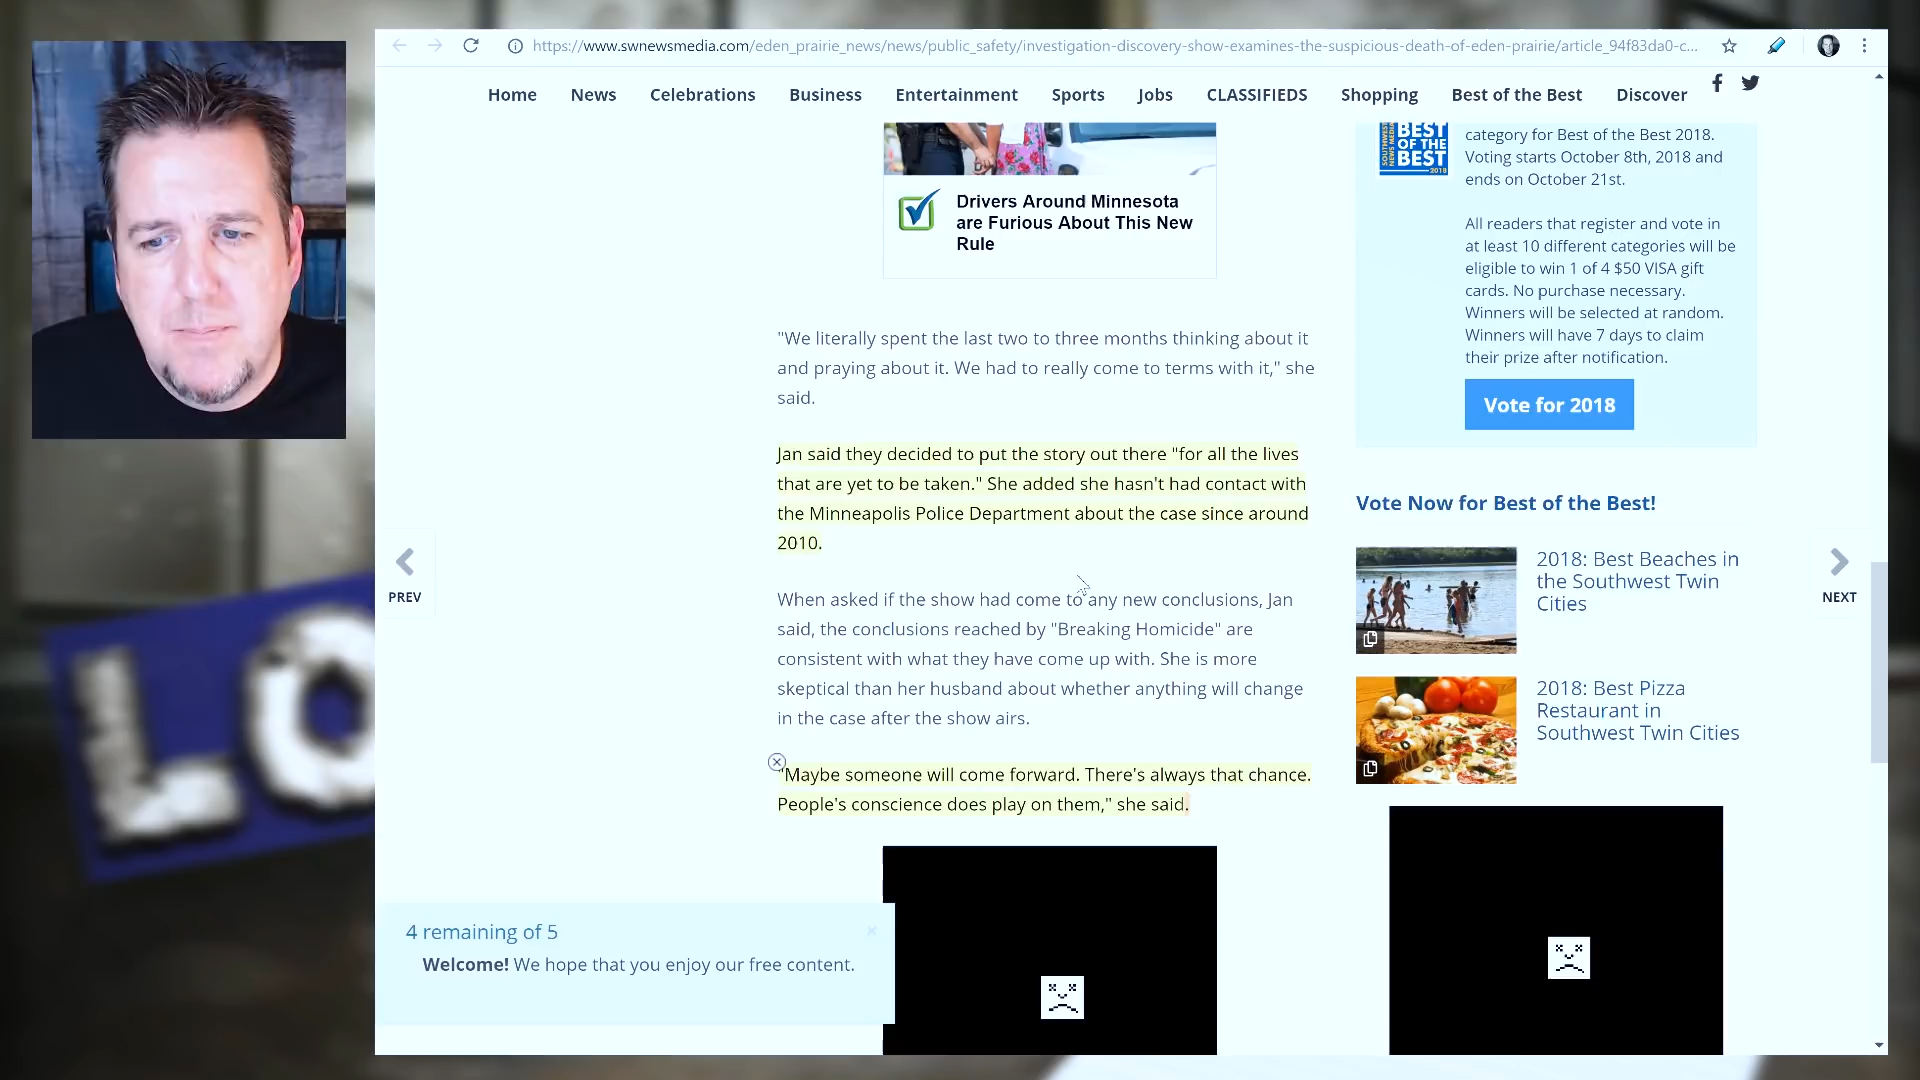 https://www.swnewsmedia.com/eden_prairie_news/news/public_safety/investigation-discovery-show-examines-the-suspicious-death-of-eden-prairie/article_94f83da0-c...
Home News Celebrations Business Entertainment Sports Jobs CLASSIFIEDS Shopping Best of the Best Discover
Drivers Around Minnesota
are Furious About This New
Rule
"We literally spent the last two to three months thinking about it
and praying about it. We had to really come to terms with it," she
said.
Jan said they decided to put the story out there "for all the lives
that are yet to be taken." She added she hasn't had contact with
the Minneapolis Police Department about the case since around
2010.
When asked if the show had come to any new conclusions, Jan
said, the conclusions reached by "Breaking Homicide" are
consistent with what they have come up with. She is more
skeptical than her husband about whether anything will change
in the case after the show airs.
"Maybe someone will come forward. There's always that chance.
People's conscience does play on them," she said.
SOUTHWEST NEWS MEDIA
BEST
OF THE
BEST
2018
category for Best of the Best 2018.
Voting starts October 8th, 2018 and
ends on October 21st.
All readers that register and vote in
at least 10 different categories will be
eligible to win 1 of 4 $50 VISA gift
cards. No purchase necessary.
Winners will be selected at random.
Winners will have 7 days to claim
their prize after notification.
Vote for 2018
Vote Now for Best of the Best!
2018: Best Beaches in
the Southwest Twin
Cities
2018: Best Pizza
Restaurant in
Southwest Twin Cities
PREV
NEXT
4 remaining of 5
Welcome! We hope that you enjoy our free content.
LO